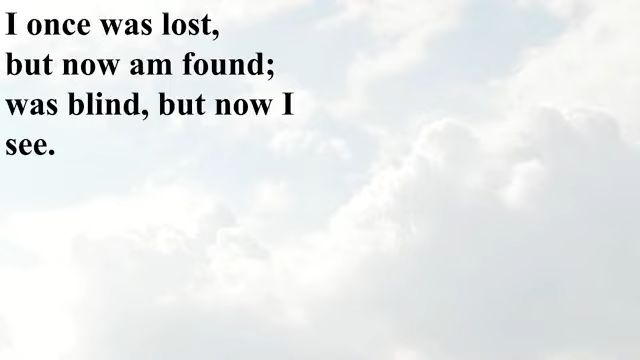 I once was lost,
but now am found;
was blind, but now I
see.